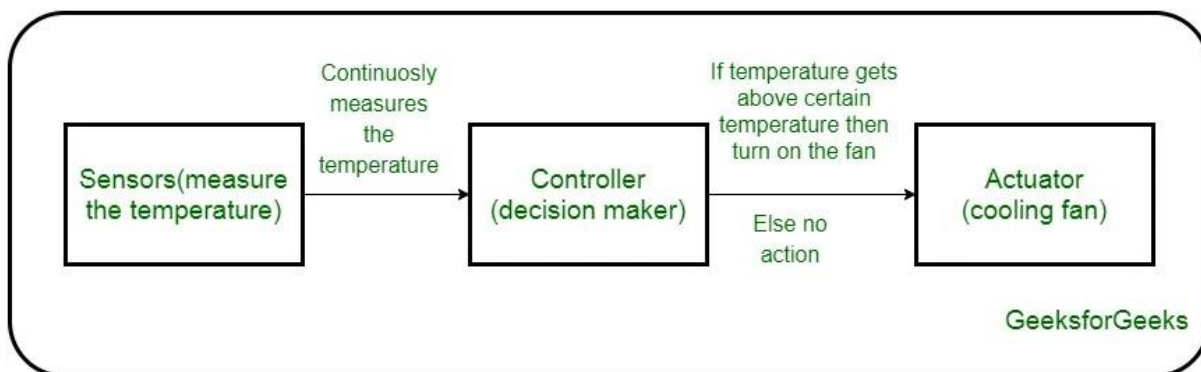 Sensors(measure
the temperature)
Continuosly
measures
the
temperature
Controller
(decision maker)
If temperature gets
above certain
temperature then
turn on the fan
Else no
action
Actuator
(cooling fan)
GeeksforGeeks